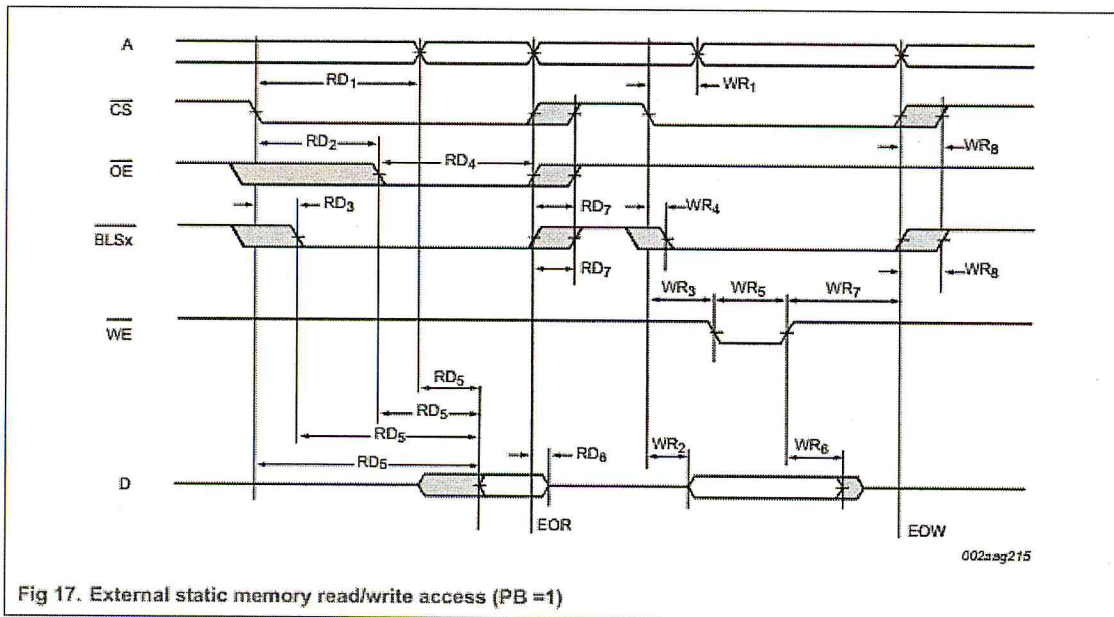 A
RD1
WR1
CS
RD2
RD4
WR8
OE
RD3
RD7
WR4
BLSx
RD7
WR8
WR3
WR5
WR7
WE
RD5
RD5
RD5
RD5
RD6
WR2
WR6
D
EOR
EOW
002aag215
Fig 17. External static memory read/write access (PB =1)